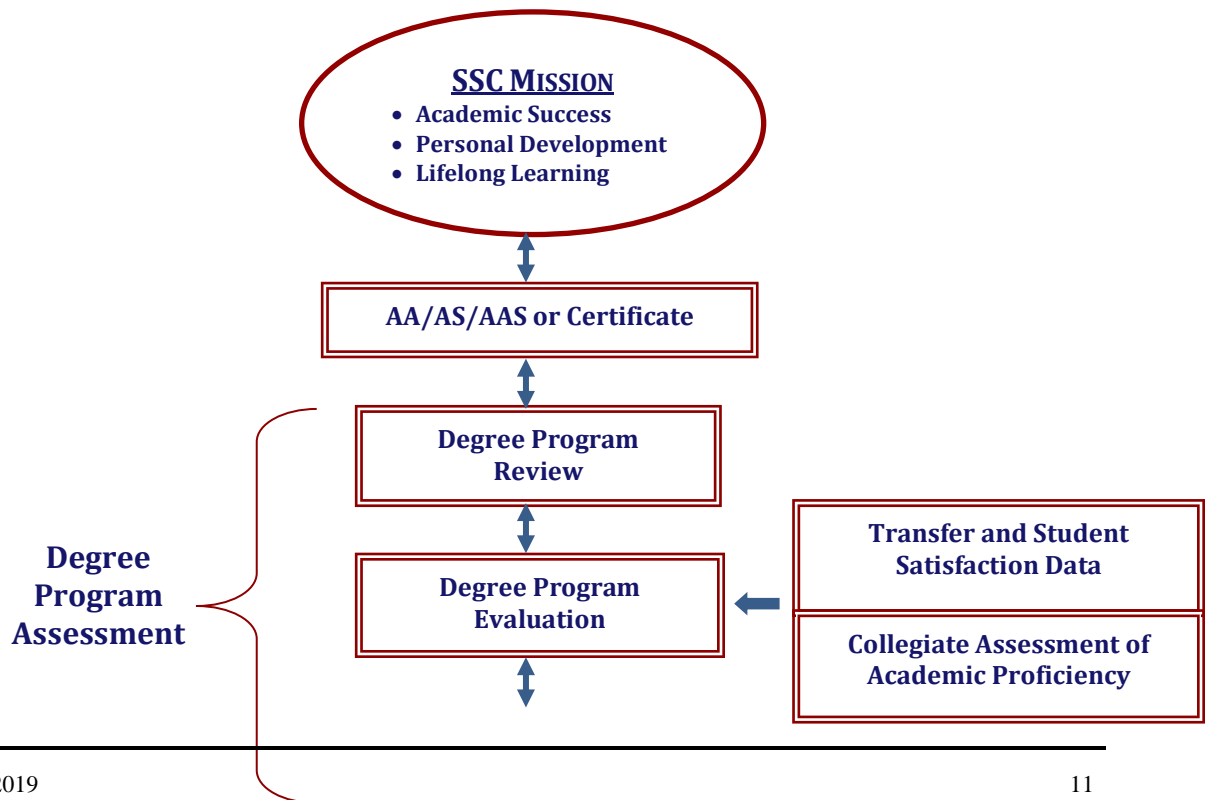 SSC MISSION
• Academic Success
• Personal Development
• Lifelong Learning
AA/AS/AAS or Certificate
Degree Program
Review
Degree
Program
Assessment
Degree Program
Evaluation
Transfer and Student
Satisfaction Data
Collegiate Assessment of
Academic Proficiency
2019
11